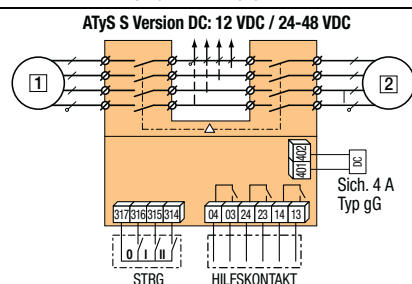 ATyS S Version DC: 12 VDC / 24-48 VDC
1
2
401 402
DC
Sich. 4 A
Typ gG
317 316 315 314
04 03 24 23 14 13
0 I II
STRG
HILFSKONTAKT